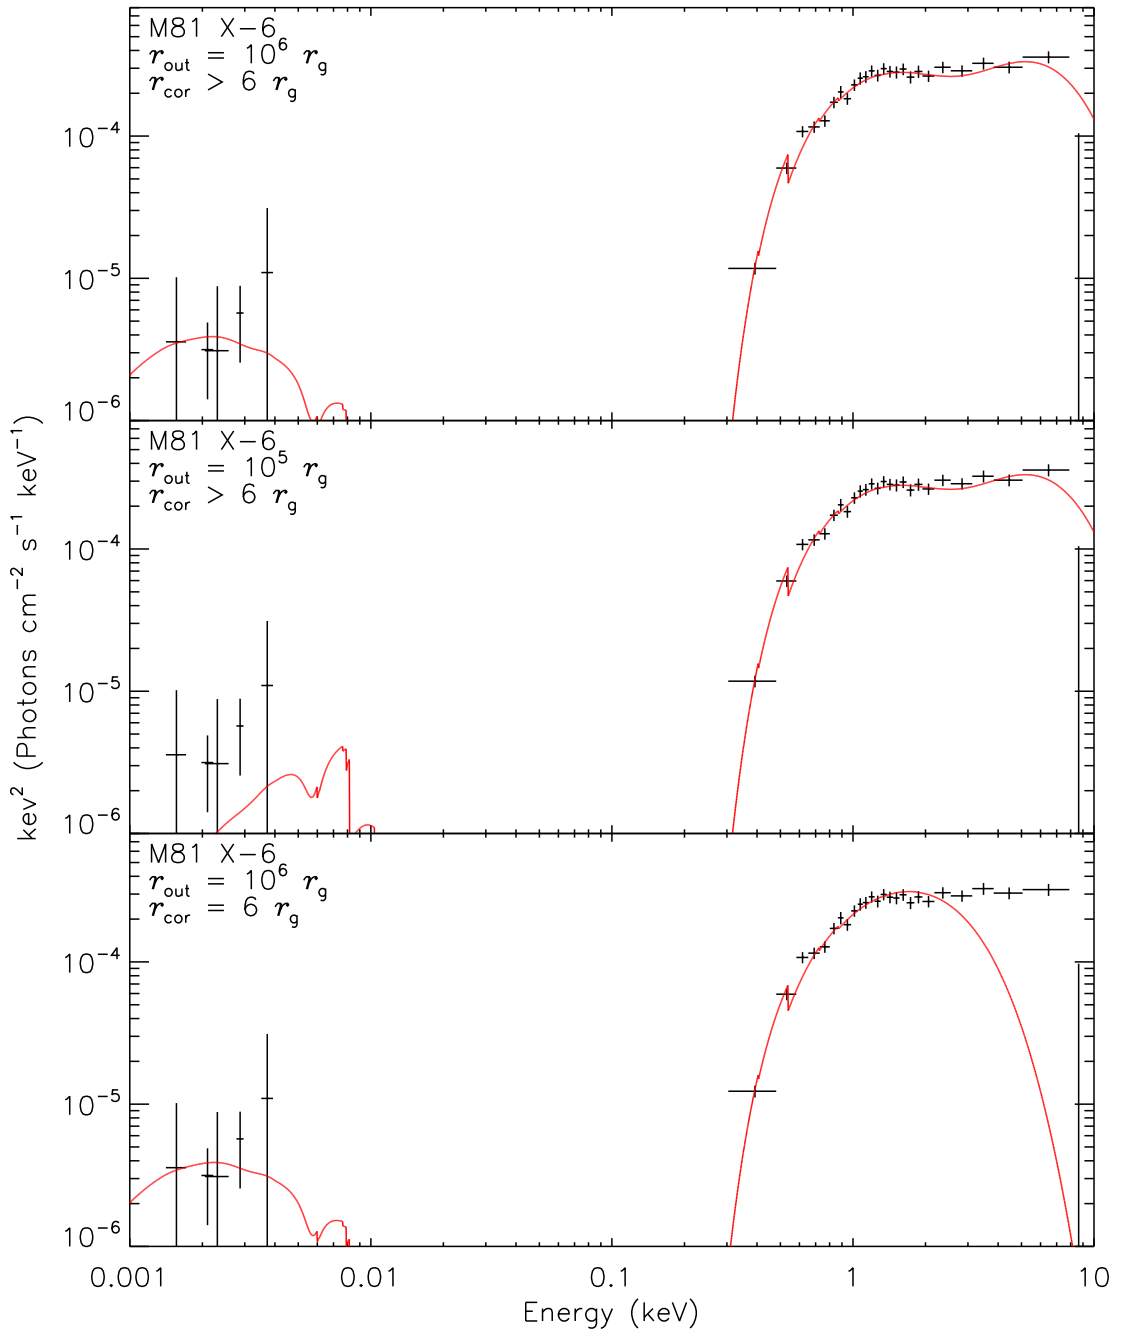 M81 X-6
r_out = 10^6 r_g
r_cor > 6 r_g
10^-4
10^-5
10^-6
M81 X-6
r_out = 10^5 r_g
r_cor > 6 r_g
10^-4
10^-5
10^-6
M81 X-6
r_out = 10^6 r_g
r_cor = 6 r_g
10^-4
10^-5
10^-6
keV^2 (Photons cm^-2 s^-1 keV^-1)
0.001 0.01 0.1 1 10
Energy (keV)